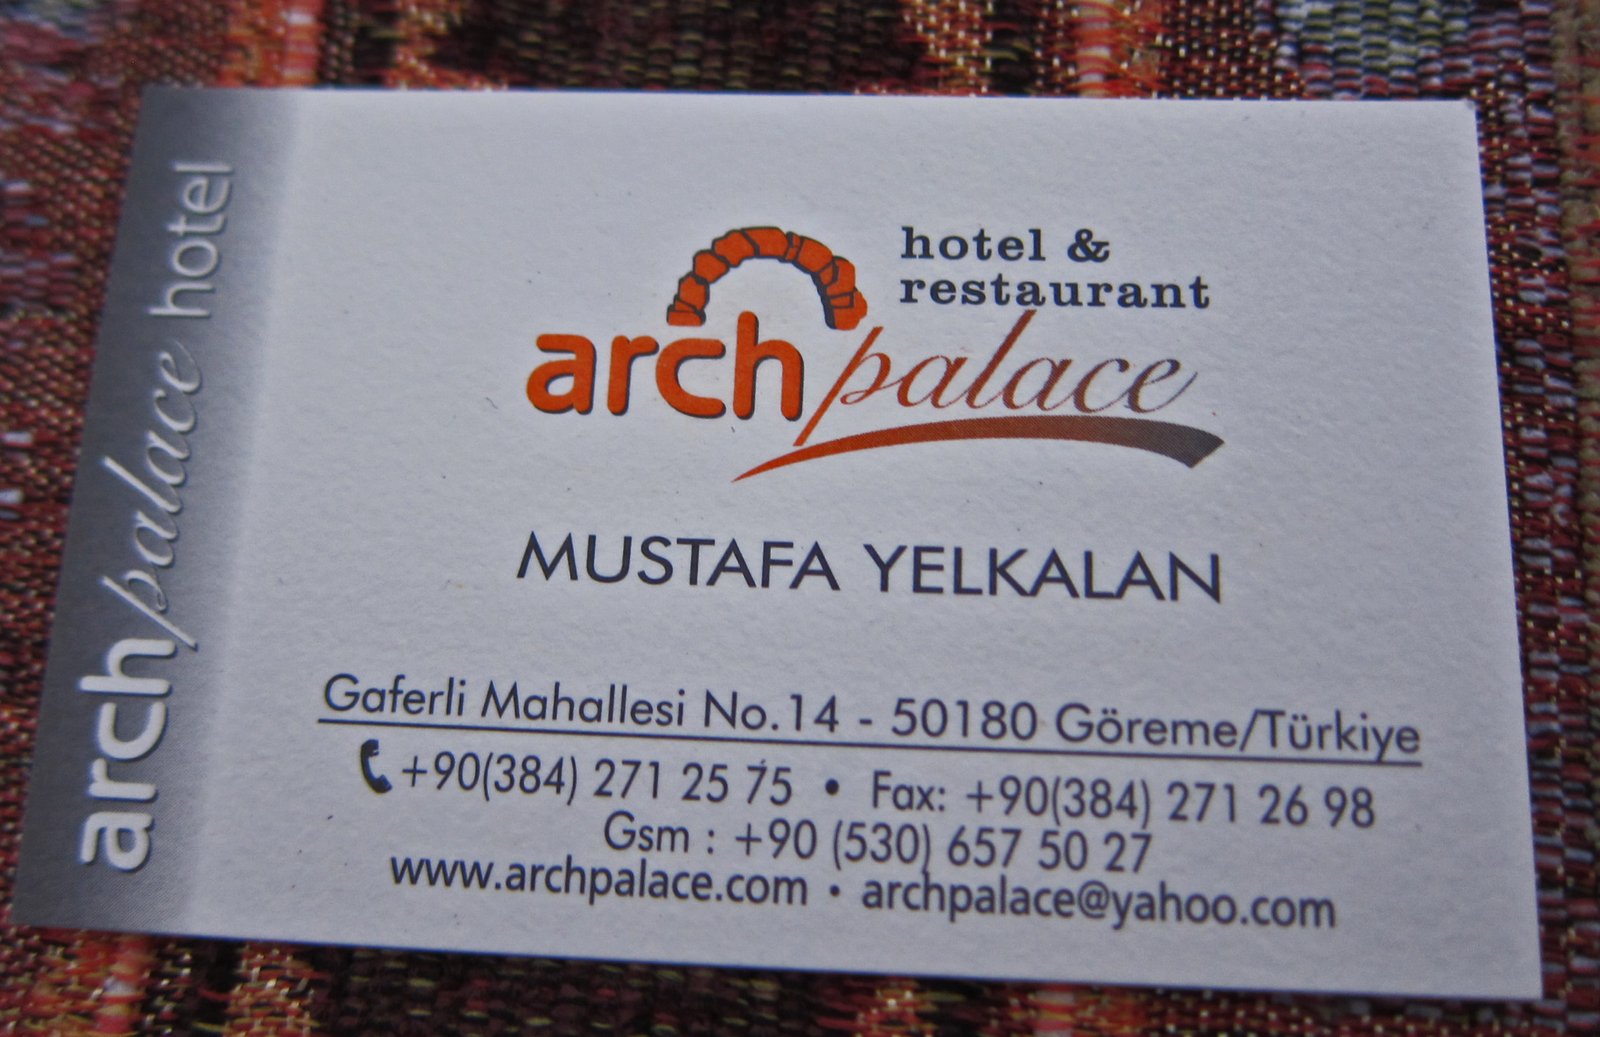 arch palace hotel
hotel &
restaurant
arch palace
MUSTAFA YELKALAN
Gaferli Mahallesi No.14 - 50180 Göreme/Türkiye
+90(384) 271 25 75 • Fax: +90(384) 271 26 98
Gsm : +90 (530) 657 50 27
www.archpalace.com • archpalace@yahoo.com